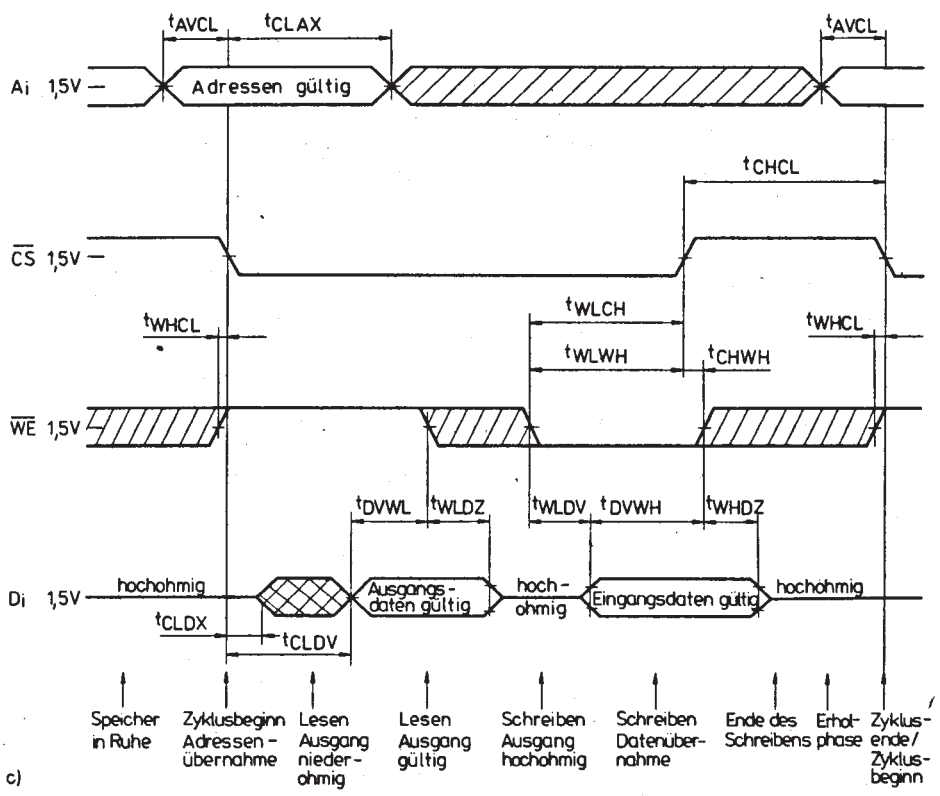 tAVCL tCLAX tAVCL
Ai 1,5V
Adressen gültig
tCHCL
CS 1,5V
tWHCL tWLCH tWHCL
tWLWH tCHWH
WE 1,5V
tDVWL tWLDZ tWLDV tDVWH tWHDZ
Di 1,5V
hochohmig
Ausgangs-
daten gültig
hoch-
ohmig
Eingangsdaten gültig
hochohmig
tCLDX
tCLDV
Speicher
in Ruhe
Zyklusbeginn
Adressen-
übernahme
Lesen
Ausgang
nieder-
ohmig
Lesen
Ausgang
gültig
Schreiben
Ausgang
hochohmig
Schreiben
Datenüber-
nahme
Ende des
Schreibens
Erhol-
phase
Zyklus-
ende/
Zyklus-
beginn
c)